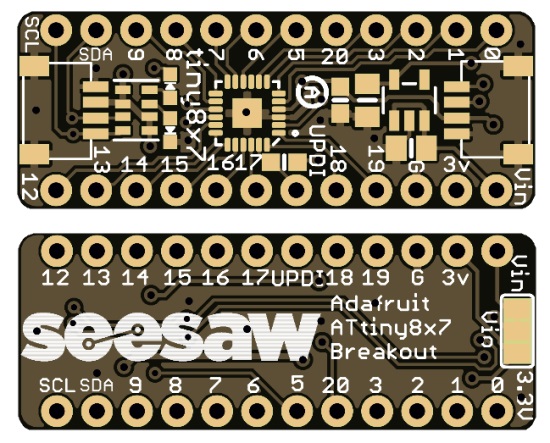 SCL SDA 9 8 7 6 5 20 3 2 1 0
tiny8x7
UPDI
12 13 14 15 16 17 18 19 G 3v Vin
12 13 14 15 16 17 UPDI 18 19 G 3v Vin
seesaw
Adafruit
ATtiny8x7
Breakout
Vin
3.3V
SCL SDA 9 8 7 6 5 20 3 2 1 0